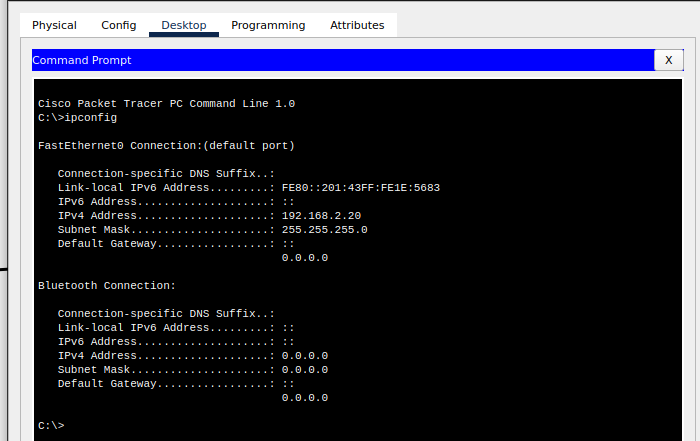 Physical Config Desktop Programming Attributes
Command Prompt
X
Cisco Packet Tracer PC Command Line 1.0
C:\>ipconfig
FastEthernet0 Connection:(default port)
Connection-specific DNS Suffix..:
Link-local IPv6 Address.........: FE80::201:43FF:FE1E:5683
IPv6 Address....................: ::
IPv4 Address....................: 192.168.2.20
Subnet Mask.....................: 255.255.255.0
Default Gateway.................: ::
0.0.0.0
Bluetooth Connection:
Connection-specific DNS Suffix..:
Link-local IPv6 Address.........: ::
IPv6 Address....................: ::
IPv4 Address....................: 0.0.0.0
Subnet Mask.....................: 0.0.0.0
Default Gateway.................: ::
0.0.0.0
C:\>